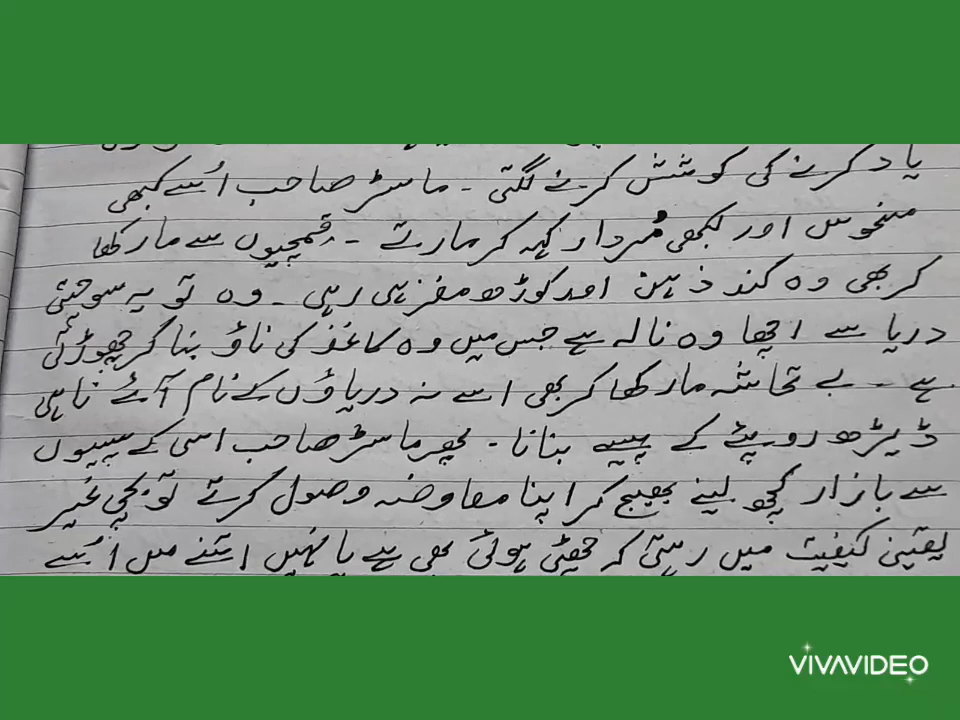 یاد کرنے کی کوشش کرنے لگتی ۔ ماسٹر صاحب اُسے کبھی
منحوس اور کبھی مُردار کہہ کر مارتے ۔ قمچیوں سے مار کھا
کر بھی وہ کند ذہن اور کوڑھ مغز ہی رہی ۔ وہ تو یہ سوچتی
دریا سے اچھا وہ نالہ ہے جس میں وہ کاغذ کی ناؤ بنا کر چھوڑتی
ہے ۔ بے تحاشہ مار کھا کر بھی اسے نہ دریاؤں کے نام آئے نا ہی
ڈیڑھ روپئے کے پیسے بنانا ۔ پھر ماسٹر صاحب اسی کے پیسوں
سے بازار کچھ لینے بھیج کر اپنا معاوضہ وصول کرتے تو بچی غیر
یقینی کیفیت میں رہتی کہ چھٹی ہوئی بھی ہے یا نہیں اتنے میں اُسے
VIVAVIDEO